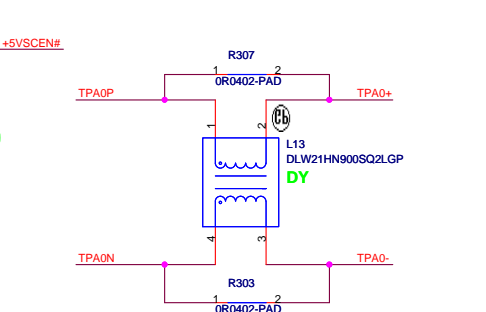 +5VSCEN#
R307
1 2
0R0402-PAD
TPA0P TPA0+
1 2
L13
DLW21HN900SQ2LGP
DY
4 3
TPA0N TPA0-
R303
1 2
0R0402-PAD